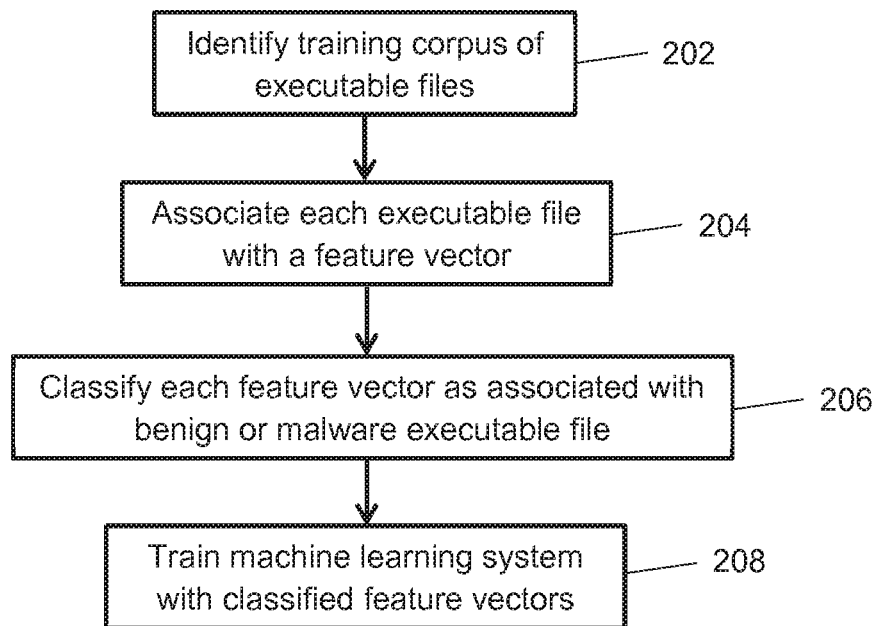 Identify training corpus of
executable files
202
Associate each executable file
with a feature vector
204
Classify each feature vector as associated with
benign or malware executable file
206
Train machine learning system
with classified feature vectors
208